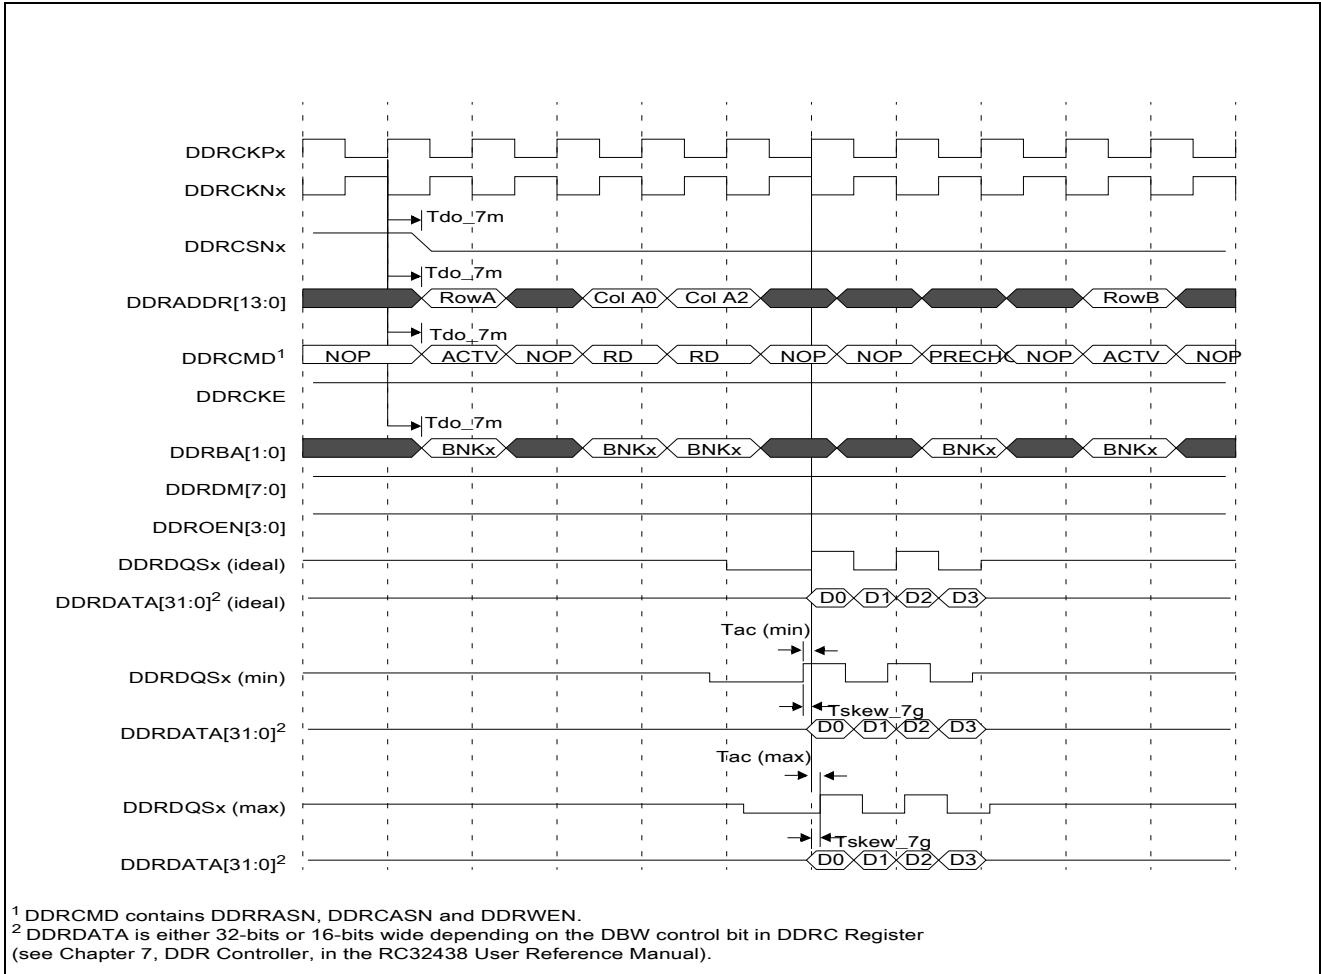 DDRCKPx
DDRCKNx
Tdo_7m
DDRCSNx
Tdo_7m
DDRADDR[13:0] RowA Col A0 Col A2 RowB
Tdo_7m
DDRCMD1 NOP ACTV NOP RD RD NOP NOP PRECHG NOP ACTV NOP
DDRCKE
Tdo_7m
DDRBA[1:0] BNKx BNKx BNKx BNKx BNKx
DDRDM[7:0]
DDROEN[3:0]
DDRDQSx (ideal)
DDRDATA[31:0]2 (ideal) D0 D1 D2 D3
Tac (min)
DDRDQSx (min)
Tskew_7g
DDRDATA[31:0]2 D0 D1 D2 D3
Tac (max)
DDRDQSx (max)
Tskew_7g
DDRDATA[31:0]2 D0 D1 D2 D3
1 DDRCMD contains DDRRASN, DDRCASN and DDRWEN.
2 DDRDATA is either 32-bits or 16-bits wide depending on the DBW control bit in DDRC Register
(see Chapter 7, DDR Controller, in the RC32438 User Reference Manual).